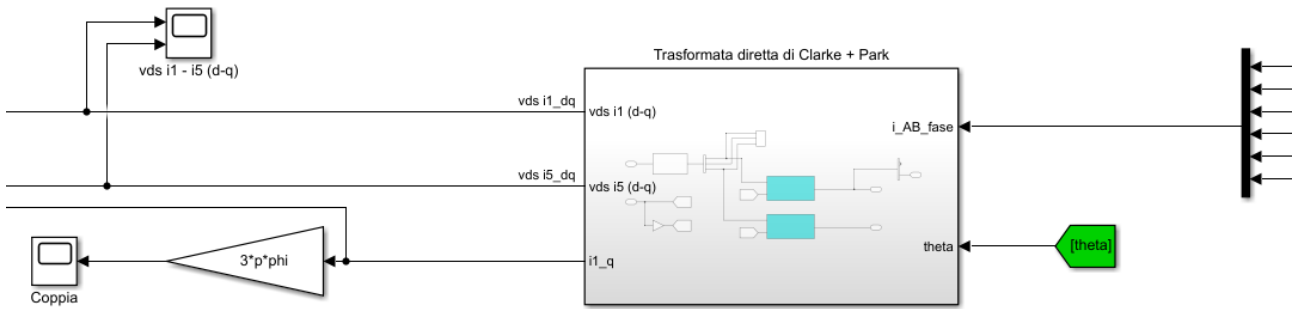 vds i1 - i5 (d-q)
Trasformata diretta di Clarke + Park
vds i1_dq
vds i1 (d-q)
i_AB_fase
vds i5_dq
vds i5 (d-q)
theta
[theta]
3*p*phi
i1_q
Coppia